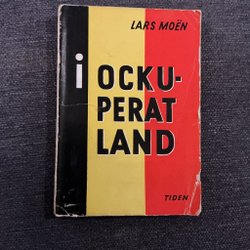 LARS MOËN
i OCKU-
PERAT
LAND
TIDEN